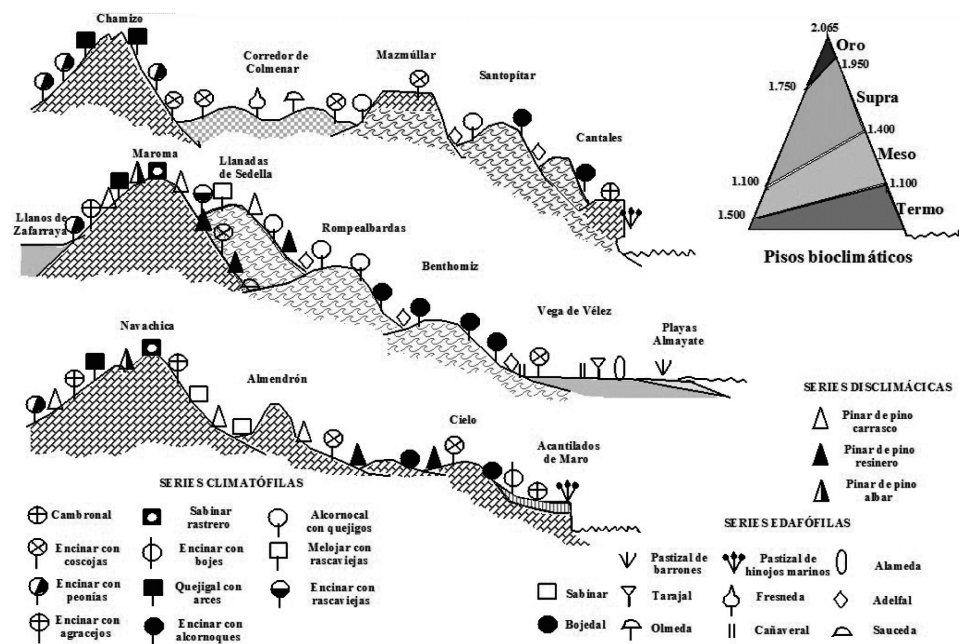 Chamizo
Corredor de
Colmenar
Mazmúllar
Santopítar
Cantales
Maroma
Llanadas
de Sedella
Llanos de
Zafarraya
Rompealbardas
Benthomiz
Vega de Vélez
Playas
Almayate
Navachica
Almendrón
Cielo
Acantilados
de Maro
2.065
Oro
1.950
1.750
Supra
1.400
Meso
1.100
1.100
1.500
Termo
Pisos bioclimáticos
SERIES DISCLIMÁCICAS
Pinar de pino
carrasco
Pinar de pino
resinero
Pinar de pino
albar
SERIES CLIMATÓFILAS
Cambronal
Sabinar
rastrero
Alcornocal
con quejigos
Encinar con
coscojas
Encinar con
bojes
Melojar con
rascaviejas
Encinar con
peonías
Quejigal con
arces
Encinar con
rascaviejas
Encinar con
agracejos
Encinar con
alcornoques
SERIES EDAFÓFILAS
Pastizal de
barrones
Pastizal de
hinojos marinos
Alameda
Sabinar
Tarajal
Fresneda
Adelfal
Bojedal
Olmeda
Cañaveral
Sauceda